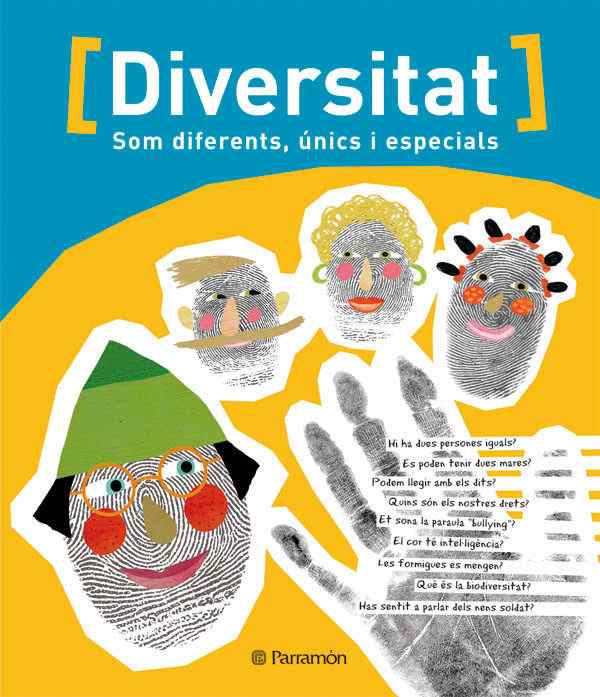 [Diversitat]
Som diferents, únics i especials
Hi ha dues persones iguals?
Es poden tenir dues mares?
Podem llegir amb els dits?
Quins són els nostres drets?
Et sona la paraula "bullying"?
El cor té intel·ligència?
Les formigues es mengen?
Què és la biodiversitat?
Has sentit a parlar dels nens soldat?
Parramón